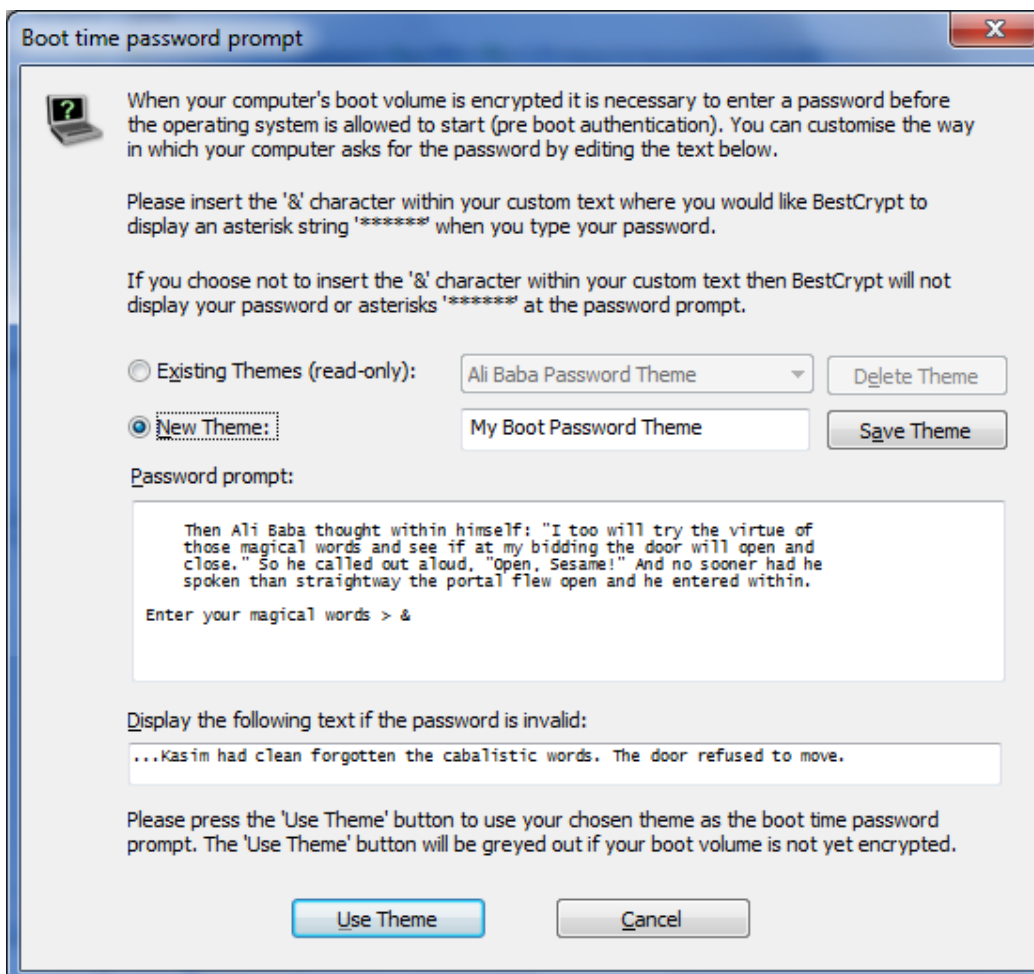 Boot time password prompt
When your computer's boot volume is encrypted it is necessary to enter a password before
the operating system is allowed to start (pre boot authentication). You can customise the way
in which your computer asks for the password by editing the text below.
Please insert the '&' character within your custom text where you would like BestCrypt to
display an asterisk string '******' when you type your password.
If you choose not to insert the '&' character within your custom text then BestCrypt will not
display your password or asterisks '******' at the password prompt.
Existing Themes (read-only):
Ali Baba Password Theme
Delete Theme
New Theme:
My Boot Password Theme
Save Theme
Password prompt:
Then Ali Baba thought within himself: "I too will try the virtue of
those magical words and see if at my bidding the door will open and
close." So he called out aloud, "Open, Sesame!" And no sooner had he
spoken than straightway the portal flew open and he entered within.
Enter your magical words > &
Display the following text if the password is invalid:
...Kasim had clean forgotten the cabalistic words. The door refused to move.
Please press the 'Use Theme' button to use your chosen theme as the boot time password
prompt. The 'Use Theme' button will be greyed out if your boot volume is not yet encrypted.
Use Theme
Cancel